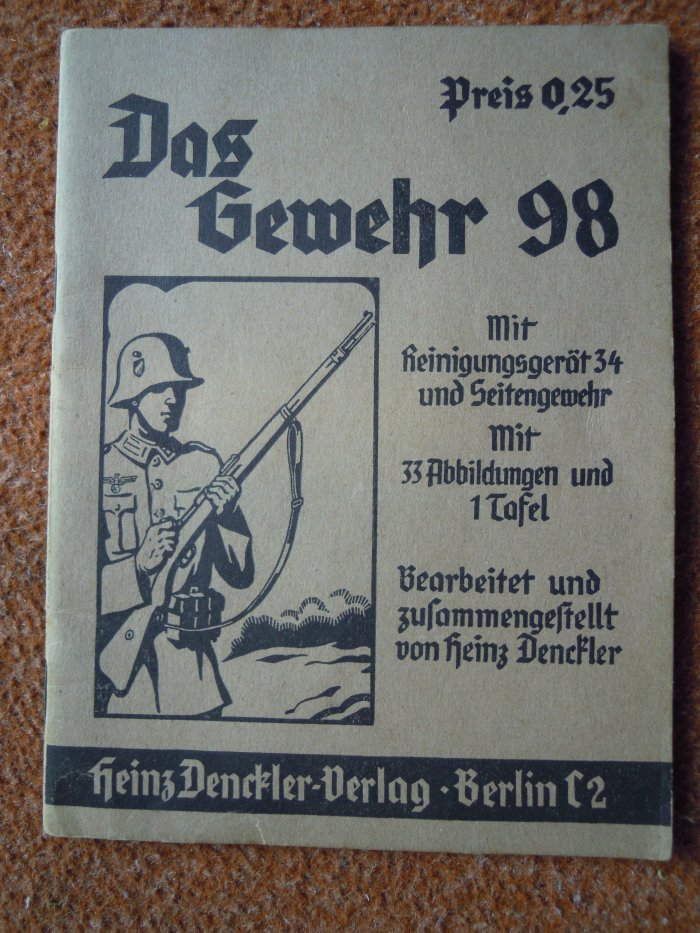 Preis 0,25
Das
Gewehr 98
Mit
Reinigungsgerät 34
und Seitengewehr
Mit
33 Abbildungen und
1 Tafel
Bearbeitet und
zusammengestellt
von Heinz Denckler
Heinz Denckler-Verlag · Berlin C 2